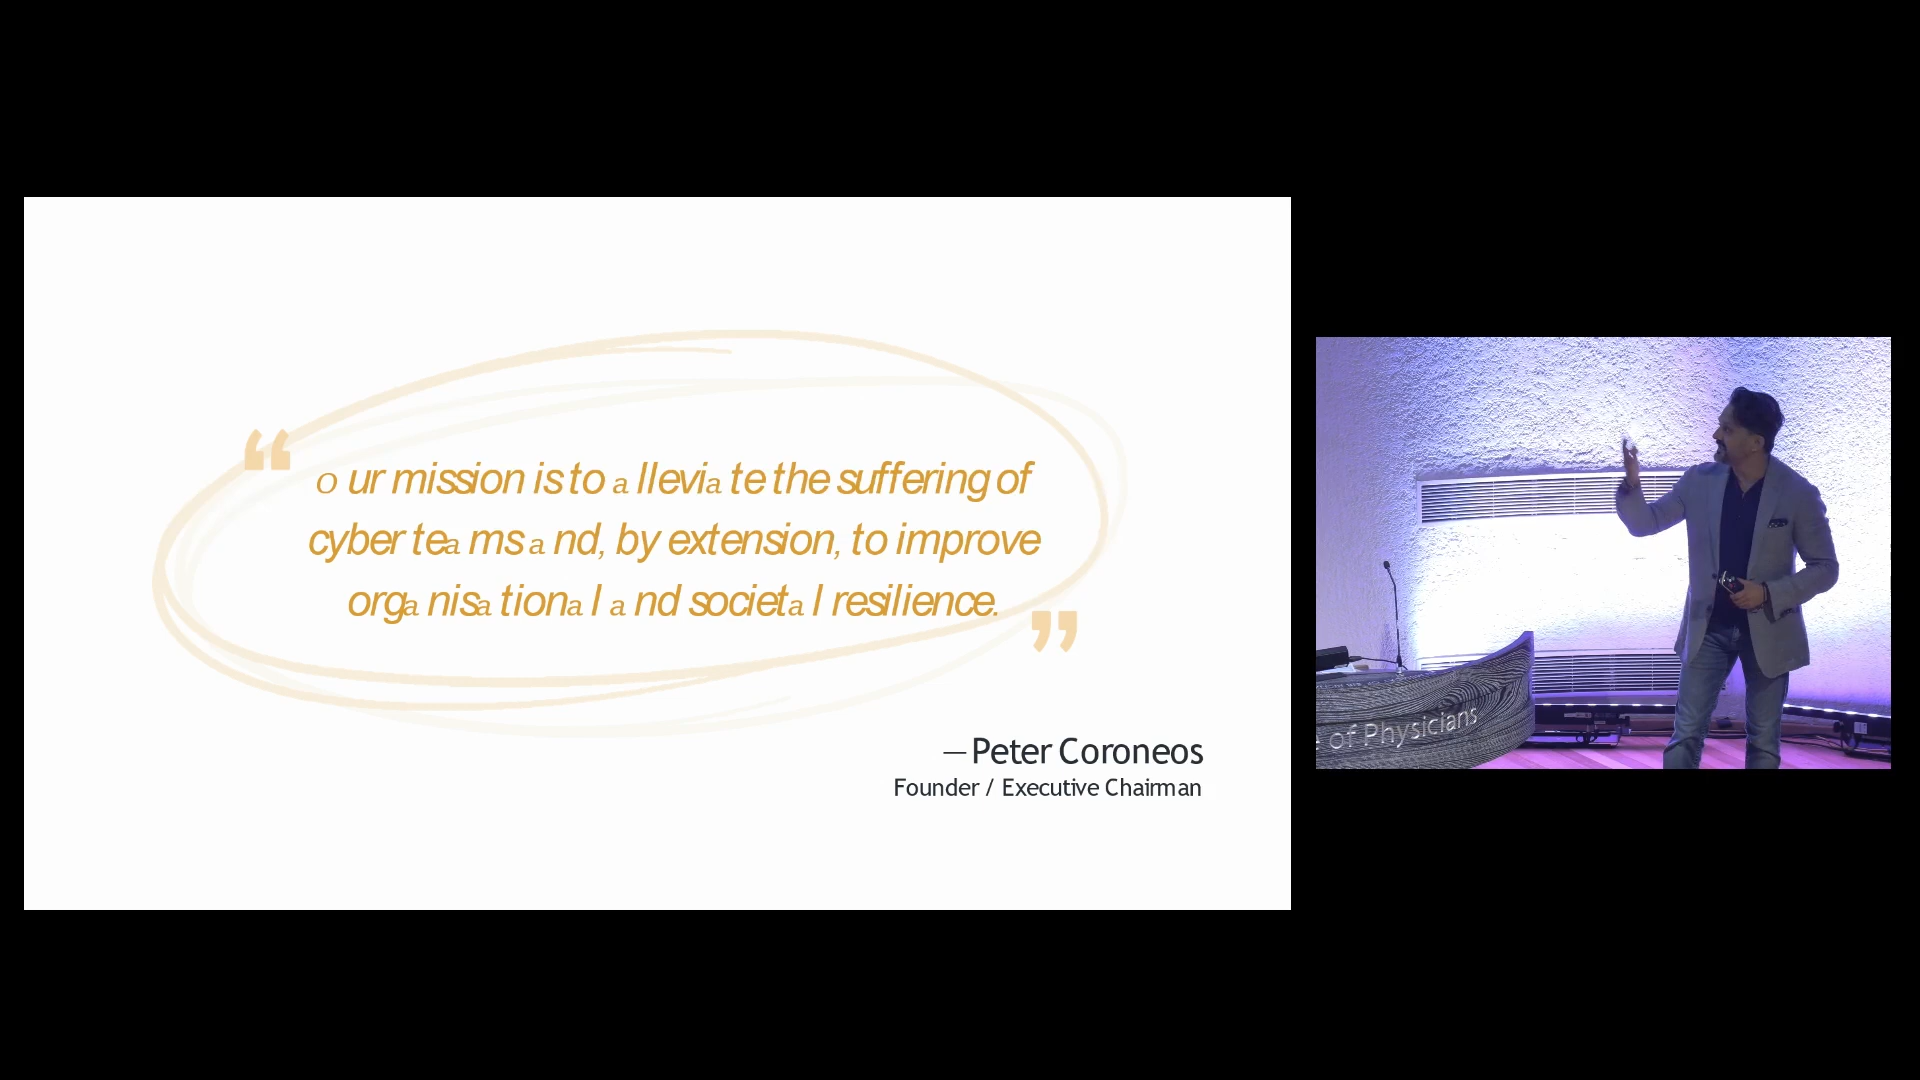 “ Our mission is to alleviate the suffering of
cyber teams and, by extension, to improve
organisational and societal resilience. ”
—Peter Coroneos
Founder / Executive Chairman
of Physicians